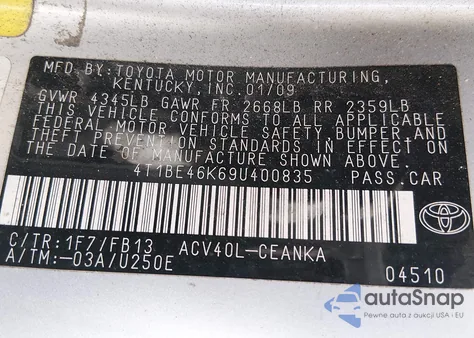 MFD. BY: TOYOTA MOTOR MANUFACTURING,
KENTUCKY, INC. 01/09
GVWR 4345LB GAWR FR 2668LB RR 2359LB
THIS VEHICLE CONFORMS TO ALL APPLICABLE
FEDERAL MOTOR VEHICLE SAFETY, BUMPER, AND
THEFT PREVENTION STANDARDS IN EFFECT ON
THE DATE OF MANUFACTURE SHOWN ABOVE.
4T1BE46K69U400835 PASS. CAR
C/TR: 1F7/FB13 ACV40L-CEANKA
A/TM: -03A/U250E 04510
TOYOTA
autoSnap
Pewne auta z USA i EU